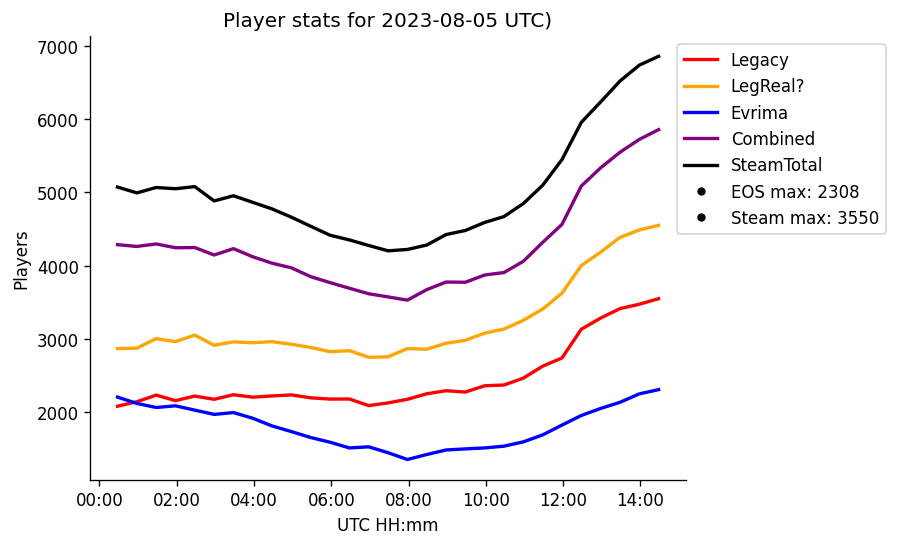 Player stats for 2023-08-05 UTC)
7000
6000
5000
4000
3000
2000
Players
00:00 02:00 04:00 06:00 08:00 10:00 12:00 14:00
UTC HH:mm
Legacy
LegReal?
Evrima
Combined
SteamTotal
EOS max: 2308
Steam max: 3550